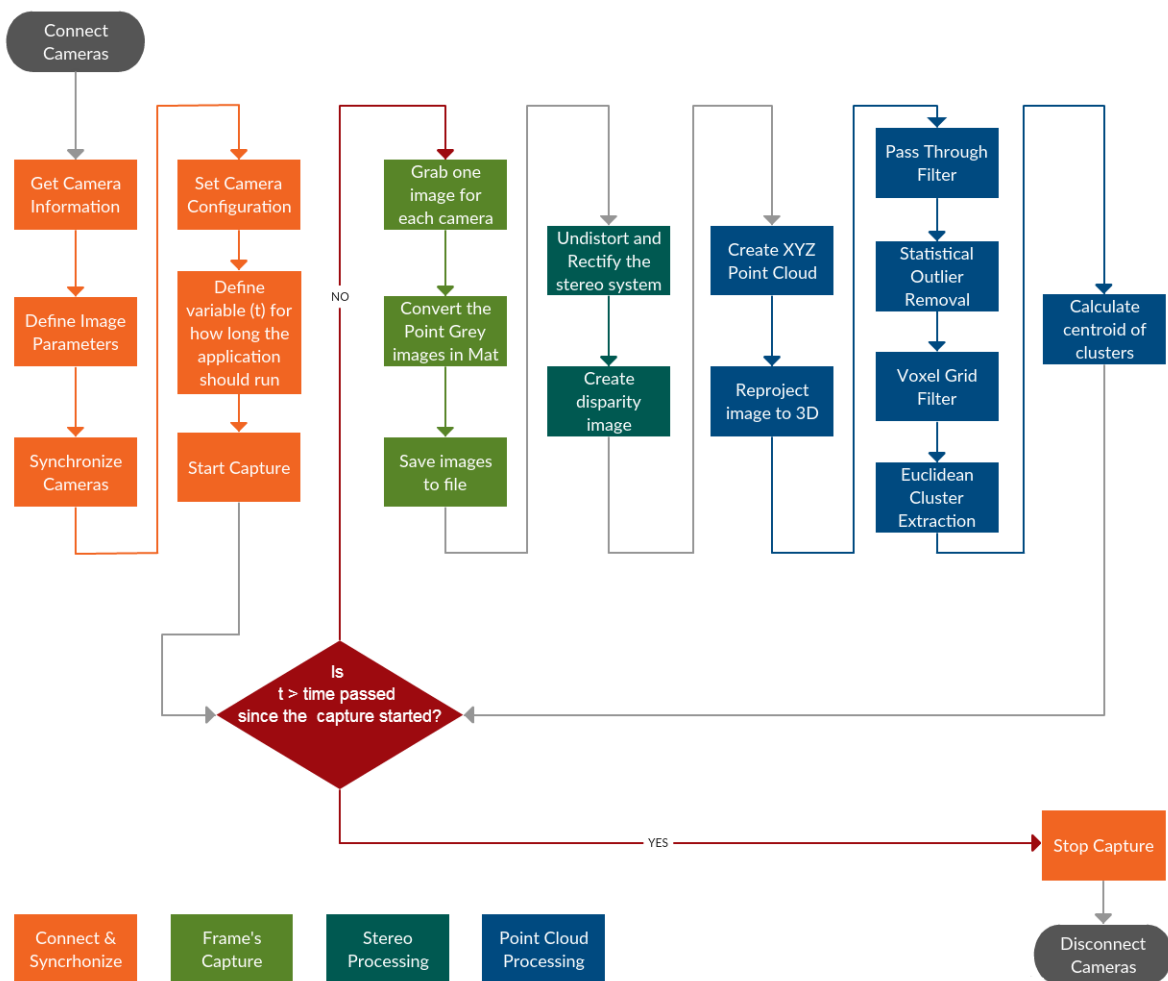 Connect
Cameras
Get Camera
Information
Define Image
Parameters
Synchronize
Cameras
Set Camera
Configuration
Define
variable (t) for
how long the
application
should run
Start Capture
NO
Grab one
image for
each camera
Convert the
Point Grey
images in Mat
Save images
to file
Undistort and
Rectify the
stereo system
Create
disparity
image
Create XYZ
Point Cloud
Reproject
image to 3D
Pass Through
Filter
Statistical
Outlier
Removal
Voxel Grid
Filter
Euclidean
Cluster
Extraction
Calculate
centroid of
clusters
Is
t > time passed
since the capture started?
YES
Stop Capture
Disconnect
Cameras
Connect &
Syncrhonize
Frame's
Capture
Stereo
Processing
Point Cloud
Processing